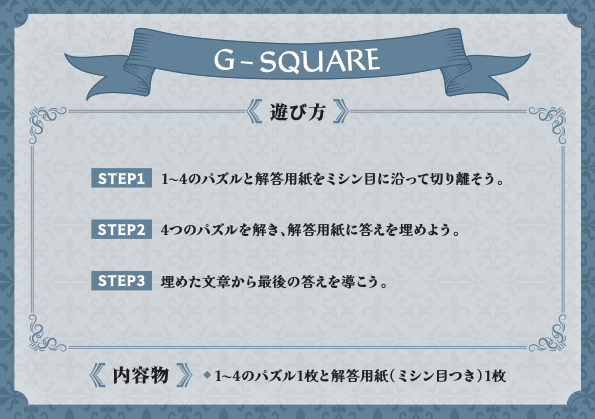 G-SQUARE
《 遊び方 》
STEP1 1~4のパズルと解答用紙をミシン目に沿って切り離そう。
STEP2 4つのパズルを解き、解答用紙に答えを埋めよう。
STEP3 埋めた文章から最後の答えを導こう。
《 内容物 》 ◆1~4のパズル1枚と解答用紙(ミシン目つき)1枚